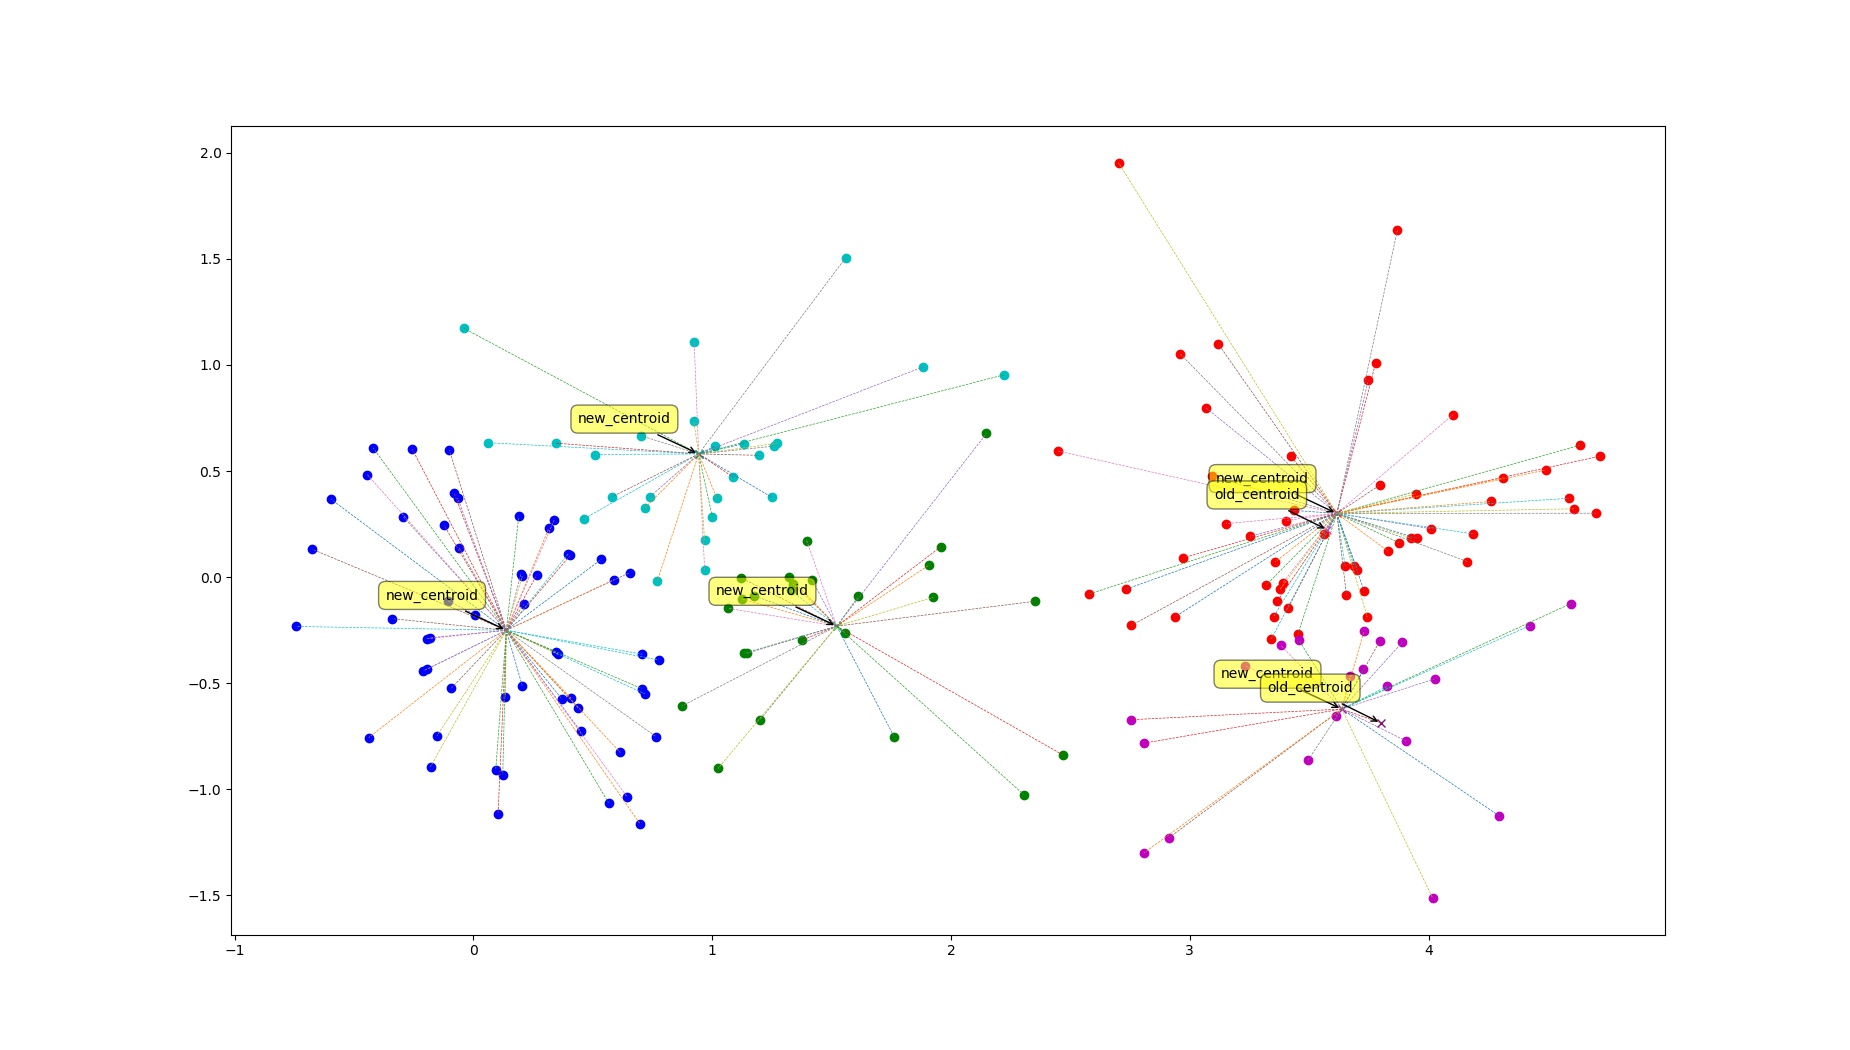 2.0
1.5
1.0
new_centroid
0.5
new_centroid
old_centroid
0.0
new_centroid
new_centroid
−0.5
new_centroid
old_centroid
−1.0
−1.5
−1 0 1 2 3 4